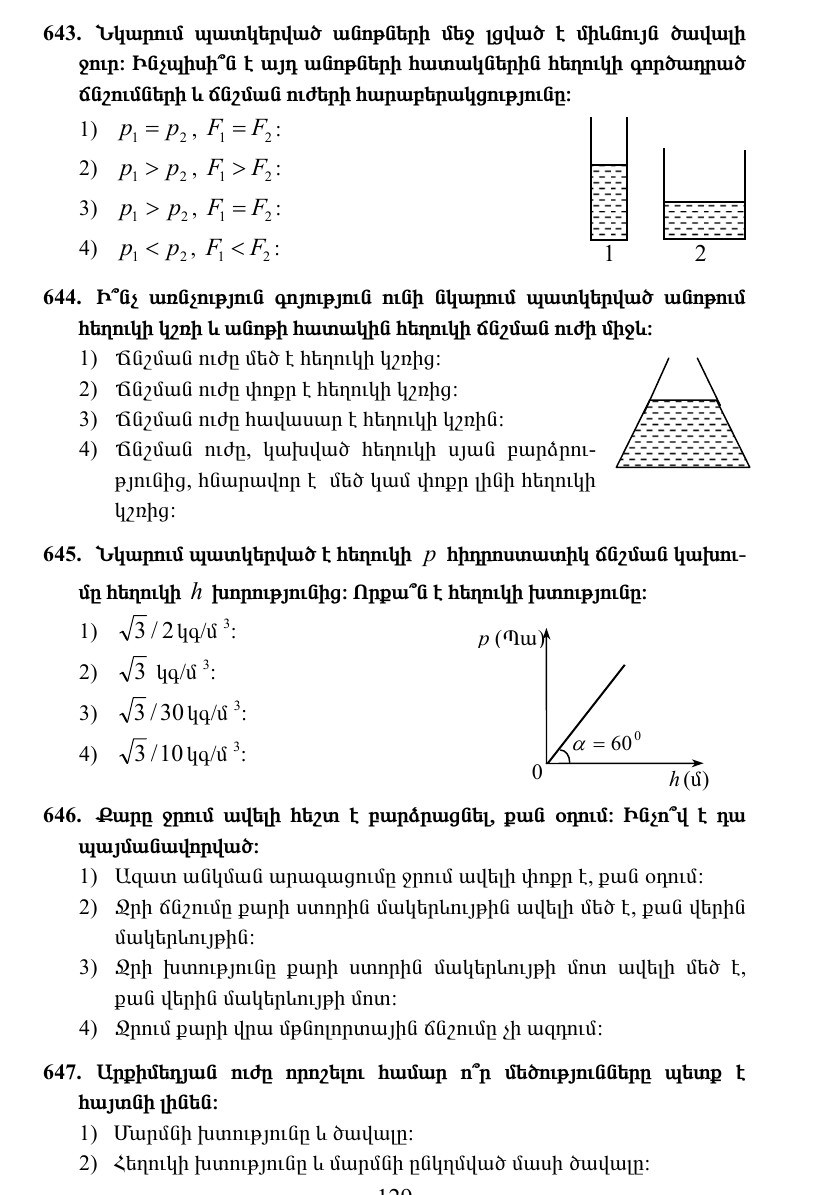 643. Նկարում պատկերված անոթների մեջ լցված է միևնույն ծավալի
ջուր: Ինչպիսի՞ն է այդ անոթների հատակներին հեղուկի գործադրած
ճնշումների և ճնշման ուժերի հարաբերակցությունը:
1) p₁ = p₂, F₁ = F₂:
2) p₁ > p₂, F₁ > F₂:
3) p₁ > p₂, F₁ = F₂:
4) p₁ < p₂, F₁ < F₂:
1 2
644. Ի՞նչ առնչություն գոյություն ունի նկարում պատկերված անոթում
հեղուկի կշռի և անոթի հատակին հեղուկի ճնշման ուժի միջև:
1) Ճնշման ուժը մեծ է հեղուկի կշռից:
2) Ճնշման ուժը փոքր է հեղուկի կշռից:
3) Ճնշման ուժը հավասար է հեղուկի կշռին:
4) Ճնշման ուժը, կախված հեղուկի սյան բարձրու-
թյունից, հնարավոր է մեծ կամ փոքր լինի հեղուկի
կշռից:
645. Նկարում պատկերված է հեղուկի p հիդրոստատիկ ճնշման կախու-
մը հեղուկի h խորությունից: Որքա՞ն է հեղուկի խտությունը:
1) √3/2 կգ/մ³:
2) √3 կգ/մ³:
3) √3/30 կգ/մ³:
4) √3/10 կգ/մ³:
p (Պա)
α = 60⁰
0
h (մ)
646. Քարը ջրում ավելի հեշտ է բարձրացնել, քան օդում: Ինչո՞վ է դա
պայմանավորված:
1) Ազատ անկման արագացումը ջրում ավելի փոքր է, քան օդում:
2) Ջրի ճնշումը քարի ստորին մակերևույթին ավելի մեծ է, քան վերին
մակերևույթին:
3) Ջրի խտությունը քարի ստորին մակերևույթի մոտ ավելի մեծ է,
քան վերին մակերևույթի մոտ:
4) Ջրում քարի վրա մթնոլորտային ճնշումը չի ազդում:
647. Արքիմեդյան ուժը որոշելու համար ո՞ր մեծությունները պետք է
հայտնի լինեն:
1) Մարմնի խտությունը և ծավալը:
2) Հեղուկի խտությունը և մարմնի ընկղմված մասի ծավալը: